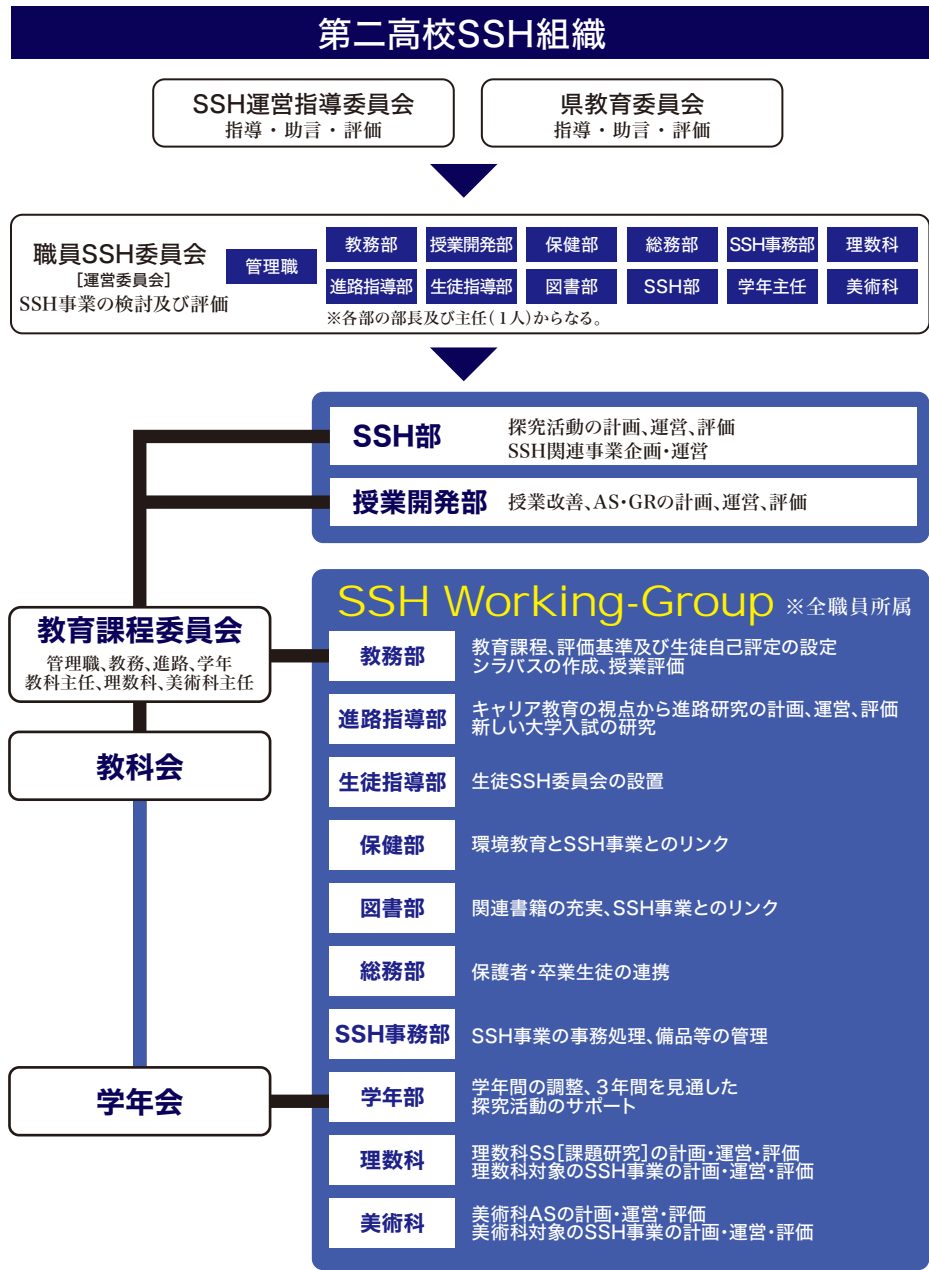 第二高校SSH組織
SSH運営指導委員会
指導・助言・評価
県教育委員会
指導・助言・評価
職員SSH委員会
[運営委員会]
SSH事業の検討及び評価
管理職
教務部 授業開発部 保健部 総務部 SSH事務部 理数科
進路指導部 生徒指導部 図書部 SSH部 学年主任 美術科
※各部の部長及び主任(1人)からなる。
SSH部
探究活動の計画、運営、評価
SSH関連事業企画・運営
授業開発部
授業改善、AS・GRの計画、運営、評価
教育課程委員会
管理職、教務、進路、学年
教科主任、理数科、美術科主任
教科会
学年会
SSH Working-Group ※全職員所属
教務部
教育課程、評価基準及び生徒自己評定の設定
シラバスの作成、授業評価
進路指導部
キャリア教育の視点から進路研究の計画、運営、評価
新しい大学入試の研究
生徒指導部
生徒SSH委員会の設置
保健部
環境教育とSSH事業とのリンク
図書部
関連書籍の充実、SSH事業とのリンク
総務部
保護者・卒業生徒の連携
SSH事務部
SSH事業の事務処理、備品等の管理
学年部
学年間の調整、3年間を見通した
探究活動のサポート
理数科
理数科SS[課題研究]の計画・運営・評価
理数科対象のSSH事業の計画・運営・評価
美術科
美術科ASの計画・運営・評価
美術科対象のSSH事業の計画・運営・評価